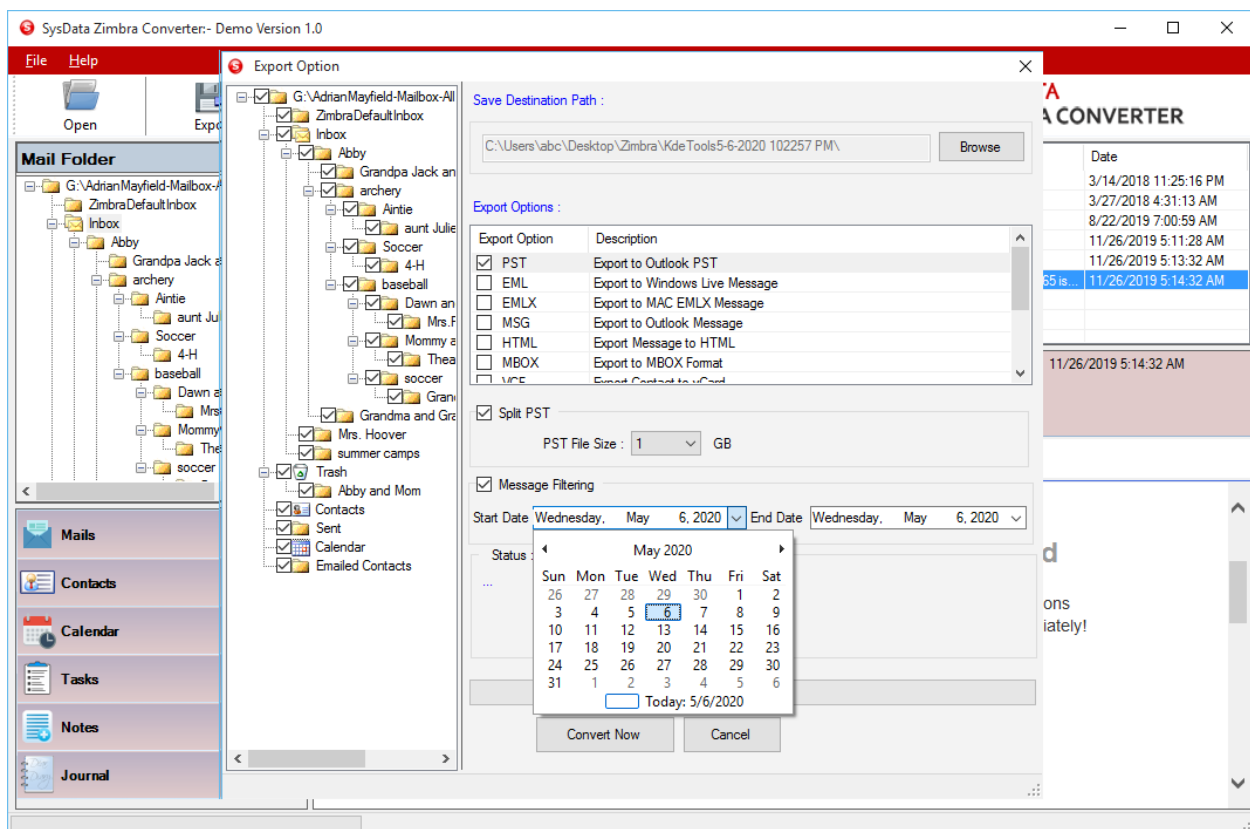 SysData Zimbra Converter:- Demo Version 1.0
File Help
Open
Mail Folder
G:\AdrianMayfield-Mailbox-A
ZimbraDefaultInbox
Inbox
Abby
Grandpa Jack a
archery
Aintie
aunt Ju
Soccer
4-H
baseball
Dawn a
Mrs
Mommy
The
soccer
Mails
Contacts
Calendar
Tasks
Notes
Journal
Export Option
G:\AdrianMayfield-Mailbox-All
ZimbraDefaultInbox
Inbox
Abby
Grandpa Jack an
archery
Aintie
aunt Julie
Soccer
4-H
baseball
Dawn an
Mrs.F
Mommy a
Thea
soccer
Gran
Grandma and Gra
Mrs. Hoover
summer camps
Trash
Abby and Mom
Contacts
Sent
Calendar
Emailed Contacts
Save Destination Path :
C:\Users\abc\Desktop\Zimbra\KdeTools5-6-2020 102257 PM\
Browse
Export Options :
Export Option Description
PST Export to Outlook PST
EML Export to Windows Live Message
EMLX Export to MAC EMLX Message
MSG Export to Outlook Message
HTML Export Message to HTML
MBOX Export to MBOX Format
VCF Export Contact to vCard
Split PST
PST File Size : 1 GB
Message Filtering
Start Date Wednesday, May 6, 2020 End Date Wednesday, May 6, 2020
Status :
...
May 2020
Sun Mon Tue Wed Thu Fri Sat
26 27 28 29 30 1 2
3 4 5 6 7 8 9
10 11 12 13 14 15 16
17 18 19 20 21 22 23
24 25 26 27 28 29 30
31 1 2 3 4 5 6
Today: 5/6/2020
Convert Now Cancel
TA
A CONVERTER
Date
3/14/2018 11:25:16 PM
3/27/2018 4:31:13 AM
8/22/2019 7:00:59 AM
11/26/2019 5:11:28 AM
11/26/2019 5:13:32 AM
65 is... 11/26/2019 5:14:32 AM
11/26/2019 5:14:32 AM
d
ons
iately!